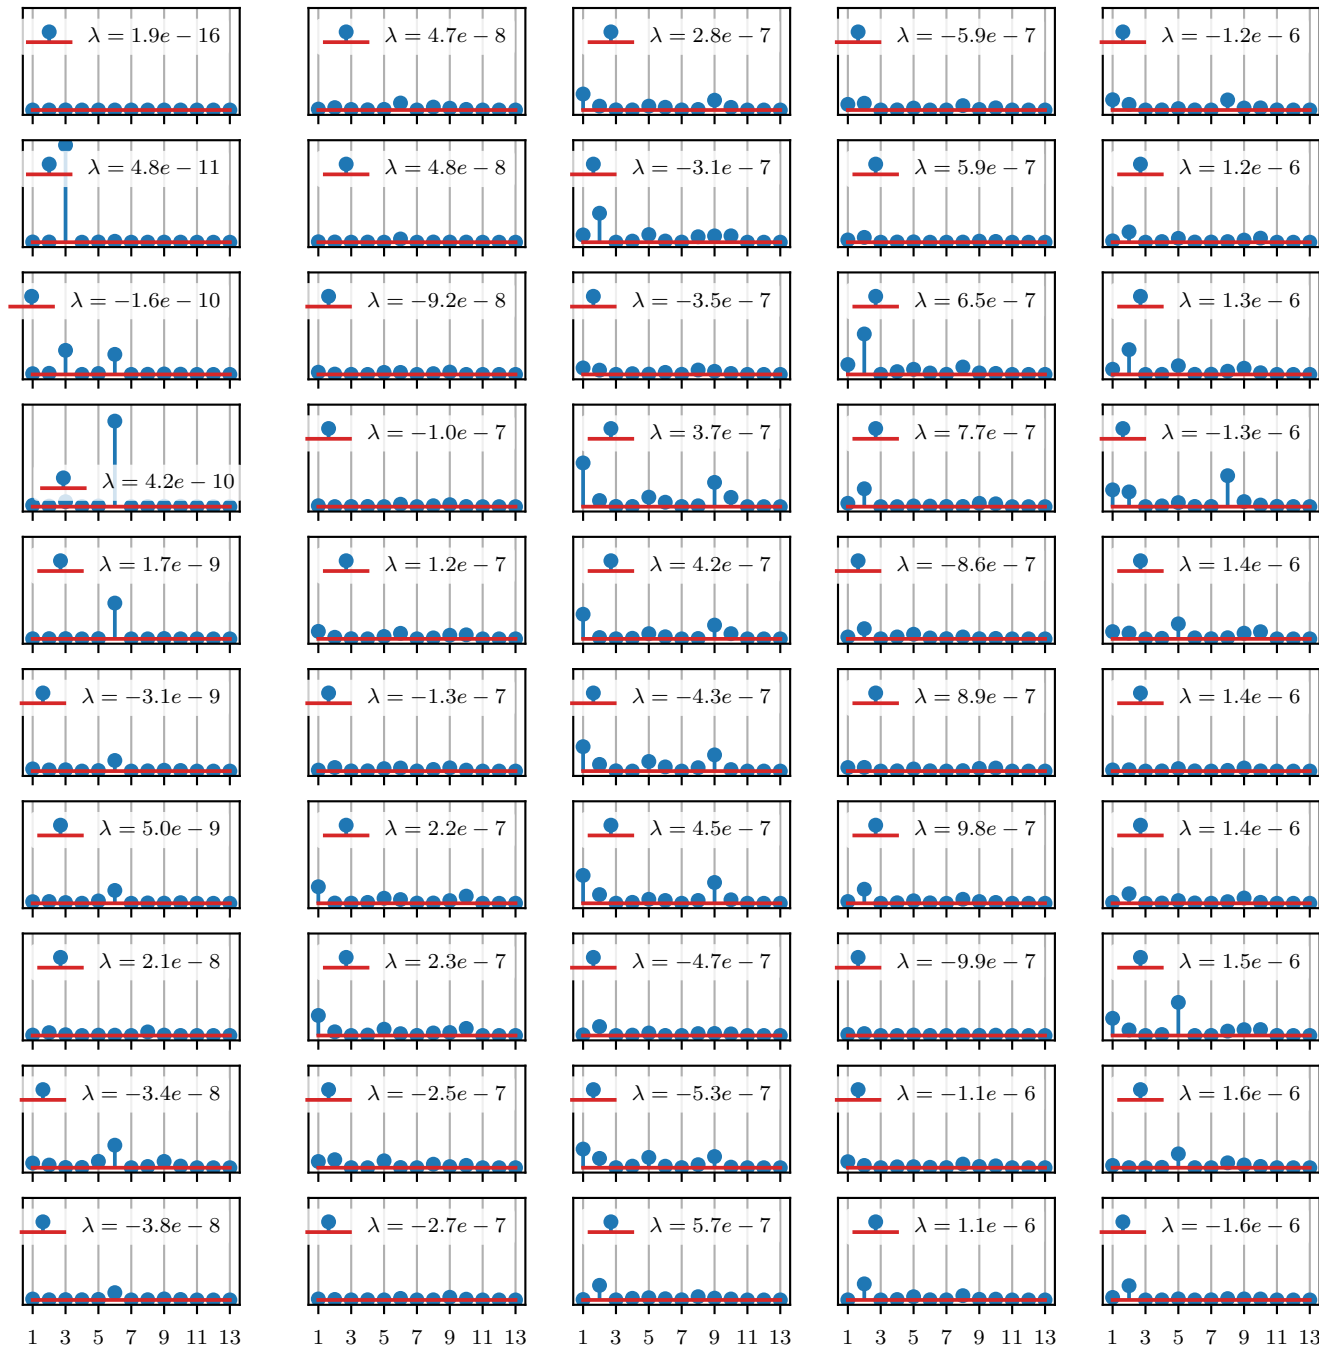 λ = 1.9e − 16
λ = 4.7e − 8
λ = 2.8e − 7
λ = −5.9e − 7
λ = −1.2e − 6
λ = 4.8e − 11
λ = 4.8e − 8
λ = −3.1e − 7
λ = 5.9e − 7
λ = 1.2e − 6
λ = −1.6e − 10
λ = −9.2e − 8
λ = −3.5e − 7
λ = 6.5e − 7
λ = 1.3e − 6
λ = 4.2e − 10
λ = −1.0e − 7
λ = 3.7e − 7
λ = 7.7e − 7
λ = −1.3e − 6
λ = 1.7e − 9
λ = 1.2e − 7
λ = 4.2e − 7
λ = −8.6e − 7
λ = 1.4e − 6
λ = −3.1e − 9
λ = −1.3e − 7
λ = −4.3e − 7
λ = 8.9e − 7
λ = 1.4e − 6
λ = 5.0e − 9
λ = 2.2e − 7
λ = 4.5e − 7
λ = 9.8e − 7
λ = 1.4e − 6
λ = 2.1e − 8
λ = 2.3e − 7
λ = −4.7e − 7
λ = −9.9e − 7
λ = 1.5e − 6
λ = −3.4e − 8
λ = −2.5e − 7
λ = −5.3e − 7
λ = −1.1e − 6
λ = 1.6e − 6
λ = −3.8e − 8
λ = −2.7e − 7
λ = 5.7e − 7
λ = 1.1e − 6
λ = −1.6e − 6
1 3 5 7 9 11 13
1 3 5 7 9 11 13
1 3 5 7 9 11 13
1 3 5 7 9 11 13
1 3 5 7 9 11 13